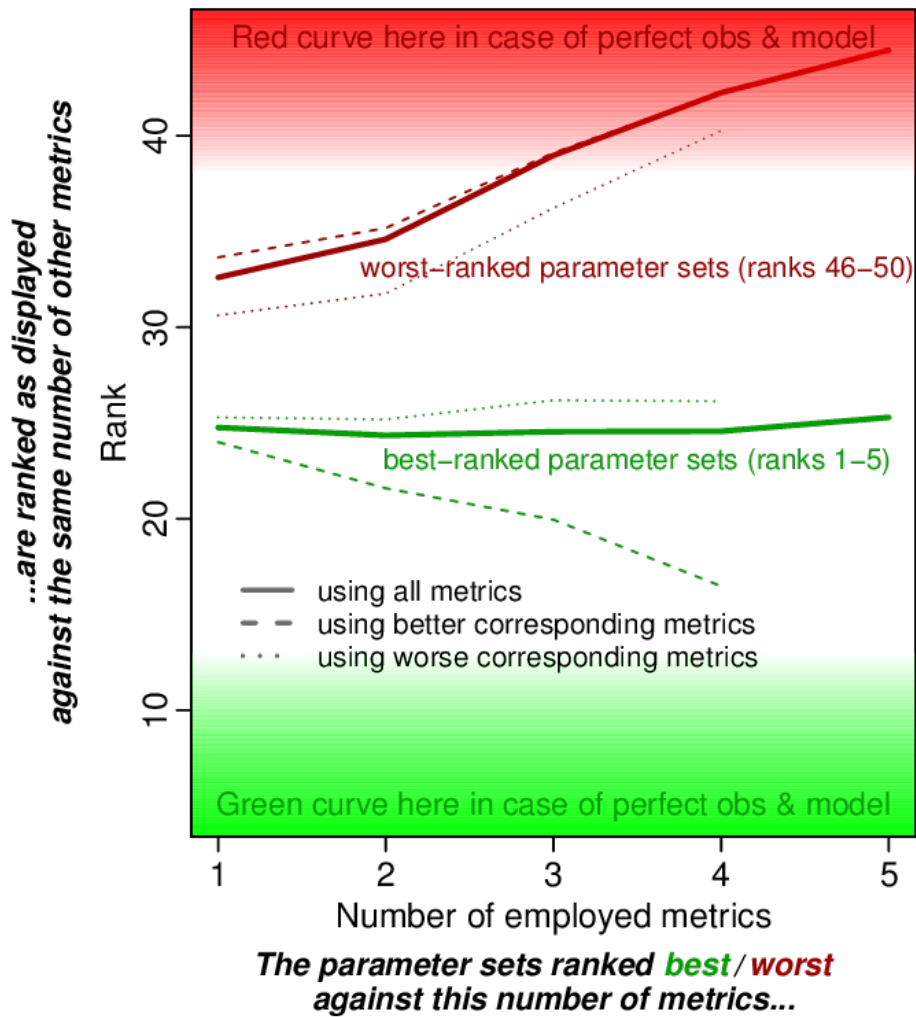 Red curve here in case of perfect obs & model
...are ranked as displayed
against the same number of other metrics
Rank
40
30
20
10
worst−ranked parameter sets (ranks 46−50)
best−ranked parameter sets (ranks 1−5)
using all metrics
using better corresponding metrics
using worse corresponding metrics
Green curve here in case of perfect obs & model
1 2 3 4 5
Number of employed metrics
The parameter sets ranked best / worst
against this number of metrics...